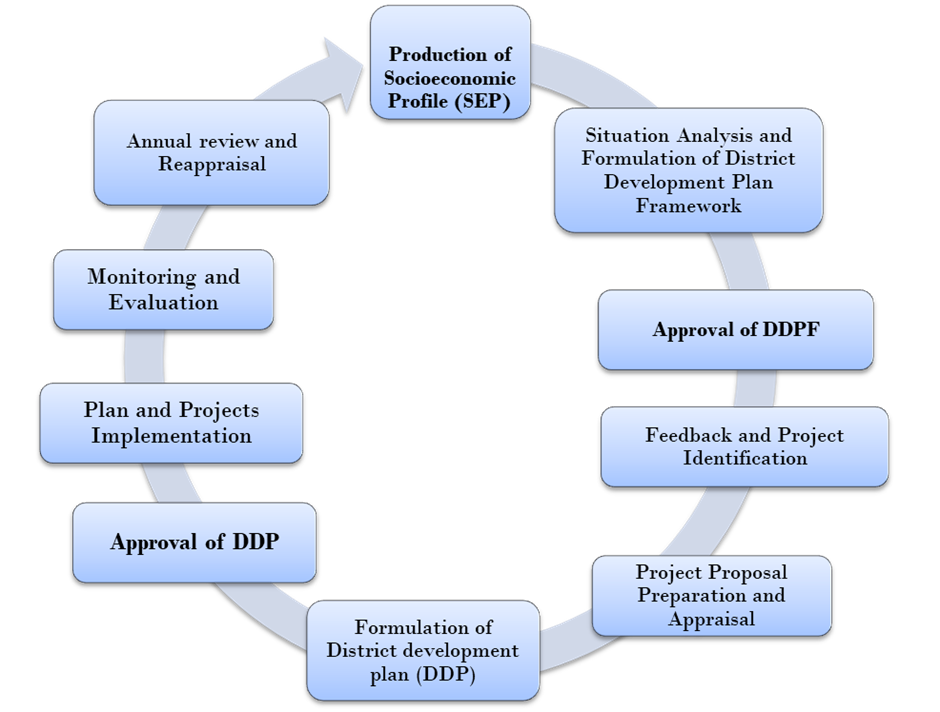 Production of
Socioeconomic
Profile (SEP)
Situation Analysis and
Formulation of District
Development Plan
Framework
Approval of DDPF
Feedback and Project
Identification
Project Proposal
Preparation and
Appraisal
Formulation of
District development
plan (DDP)
Approval of DDP
Plan and Projects
Implementation
Monitoring and
Evaluation
Annual review and
Reappraisal